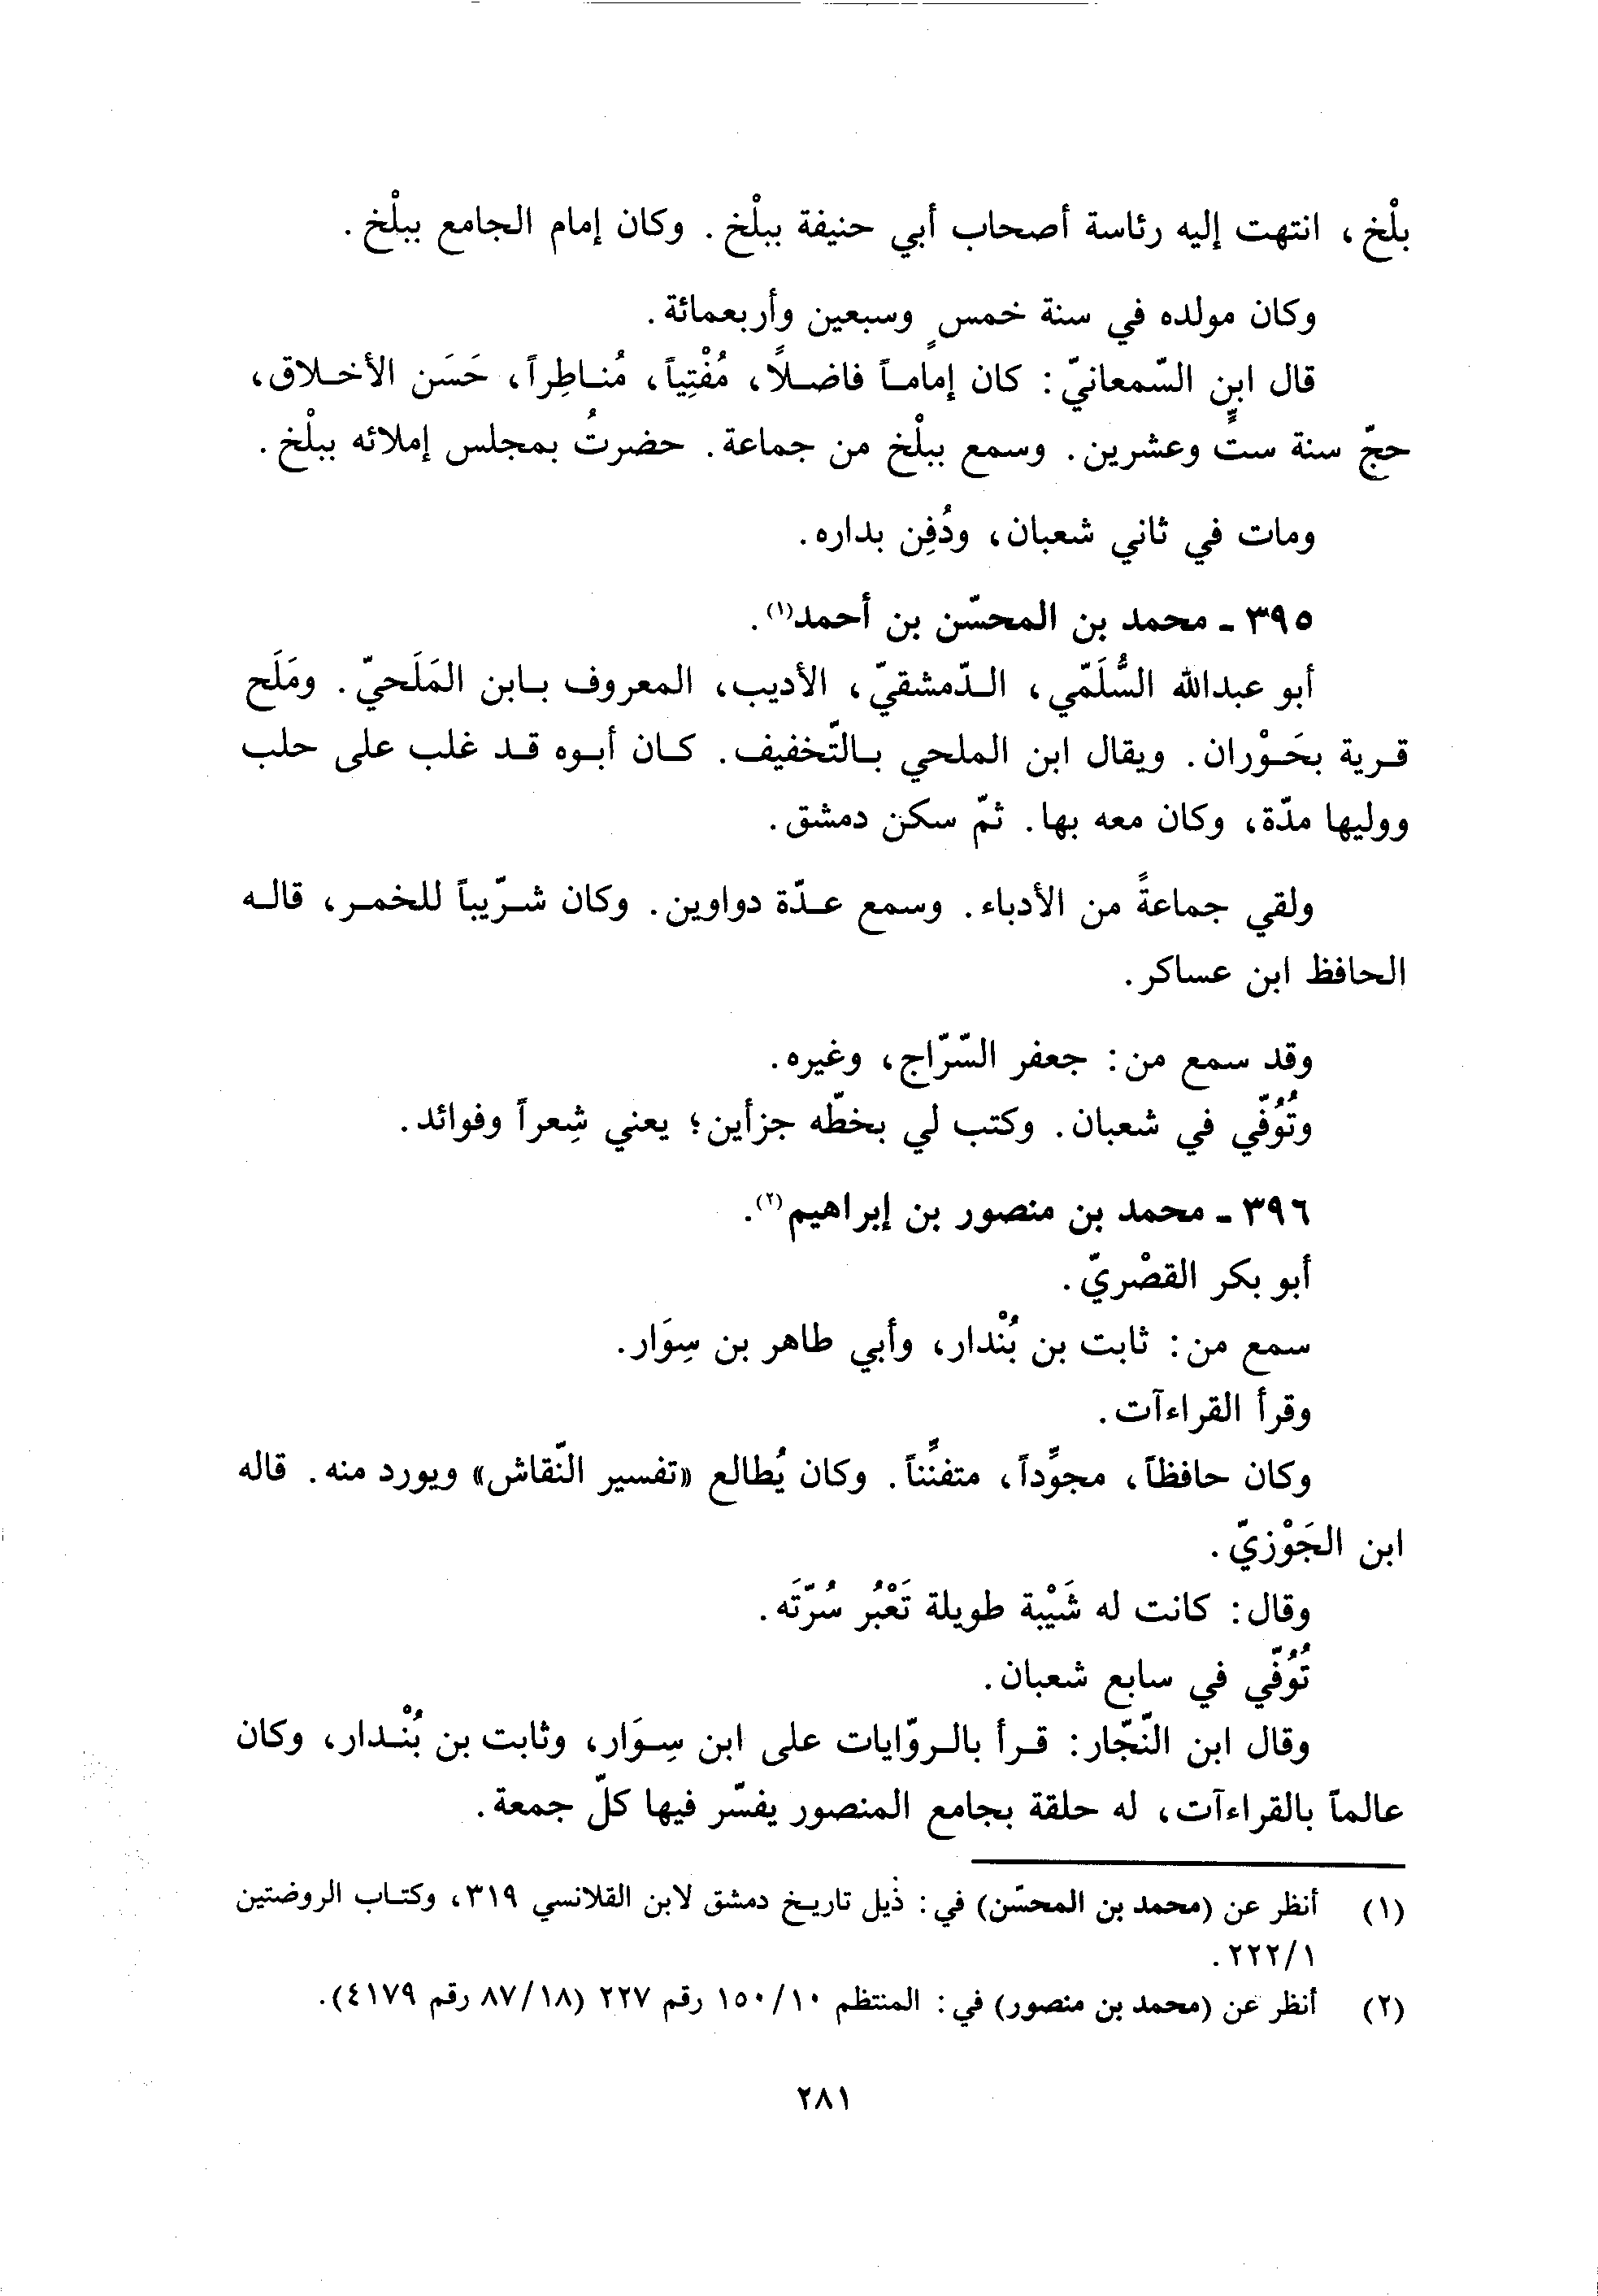 بلْخ، انتهت إليه رئاسة أصحاب أبي حنيفة ببلْخ. وكان إمام الجامع ببلْخ.
وكان مولده في سنة خمسٍ وسبعين وأربعمائة.
قال ابن السّمعانيّ: كان إماماً فاضلاً، مُفْتِياً، مُناظِراً، حَسَن الأخلاق،
حجّ سنة ستٍّ وعشرين. وسمع ببلْخ من جماعة. حضرتُ بمجلس إملائه ببلْخ.
ومات في ثاني شعبان، ودُفِن بداره.
٣٩٥ ـ محمد بن المحسّن بن أحمد(١).
أبو عبدالله السُّلَمّي، الدّمشقيّ، الأديب، المعروف بابن المَلَحيّ. ومَلَح
قرية بحَوْران. ويقال ابن الملحي بالتّخفيف. كان أبوه قد غلب على حلب
ووليها مدّة، وكان معه بها. ثمّ سكن دمشق.
ولقي جماعةً من الأدباء. وسمع عدّة دواوين. وكان شرّيباً للخمر، قاله
الحافظ ابن عساكر.
وقد سمع من: جعفر السّرّاج، وغيره.
وتُوُفّي في شعبان. وكتب لي بخطّه جزأين؛ يعني شِعراً وفوائد.
٣٩٦ ـ محمد بن منصور بن إبراهيم(٢).
أبو بكر القصْريّ.
سمع من: ثابت بن بُنْدار، وأبي طاهر بن سِوَار.
وقرأ القراءآت.
وكان حافظاً، مجوِّداً، متفنِّناً. وكان يُطالع «تفسير النّقاش» ويورد منه. قاله
ابن الجَوْزيّ.
وقال: كانت له شَيْبة طويلة تَعْبُر سُرّتَه.
تُوُفّي في سابع شعبان.
وقال ابن النّجّار: قرأ بالروّايات على ابن سِوَار، وثابت بن بُنْدار، وكان
عالماً بالقراءآت، له حلقة بجامع المنصور يفسّر فيها كلّ جمعة.
(١) أنظر عن (محمد بن المحسّن) في: ذيل تاريخ دمشق لابن القلانسي ٣١٩، وكتاب الروضتين
٢٢٢/١.
(٢) أنظر عن (محمد بن منصور) في: المنتظم ١٥٠/١٠ رقم ٢٢٧ (٨٧/١٨ رقم ٤١٧٩).
٢٨١